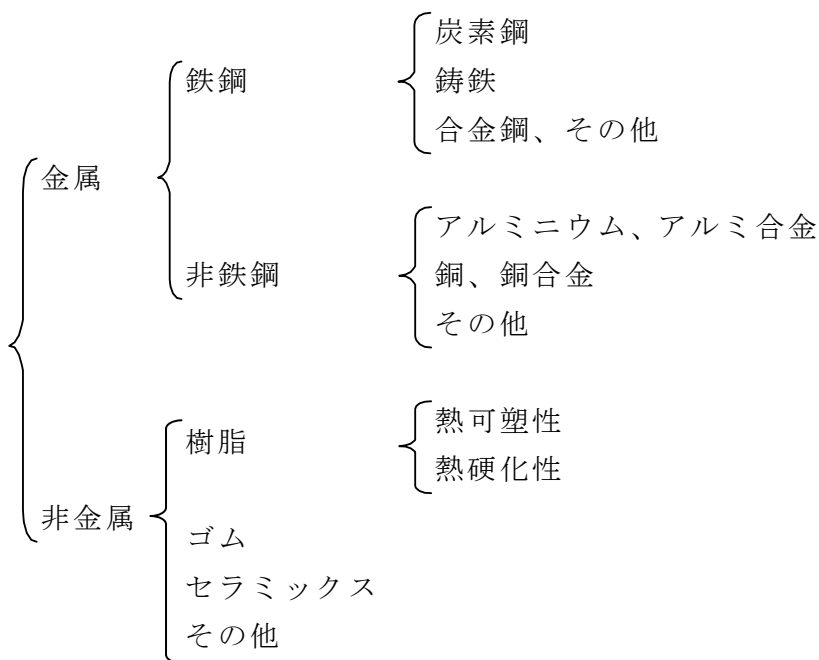 炭素鋼
鉄鋼
鋳鉄
合金鋼、その他
金属
アルミニウム、アルミ合金
非鉄鋼
銅、銅合金
その他
熱可塑性
樹脂
熱硬化性
非金属
ゴム
セラミックス
その他